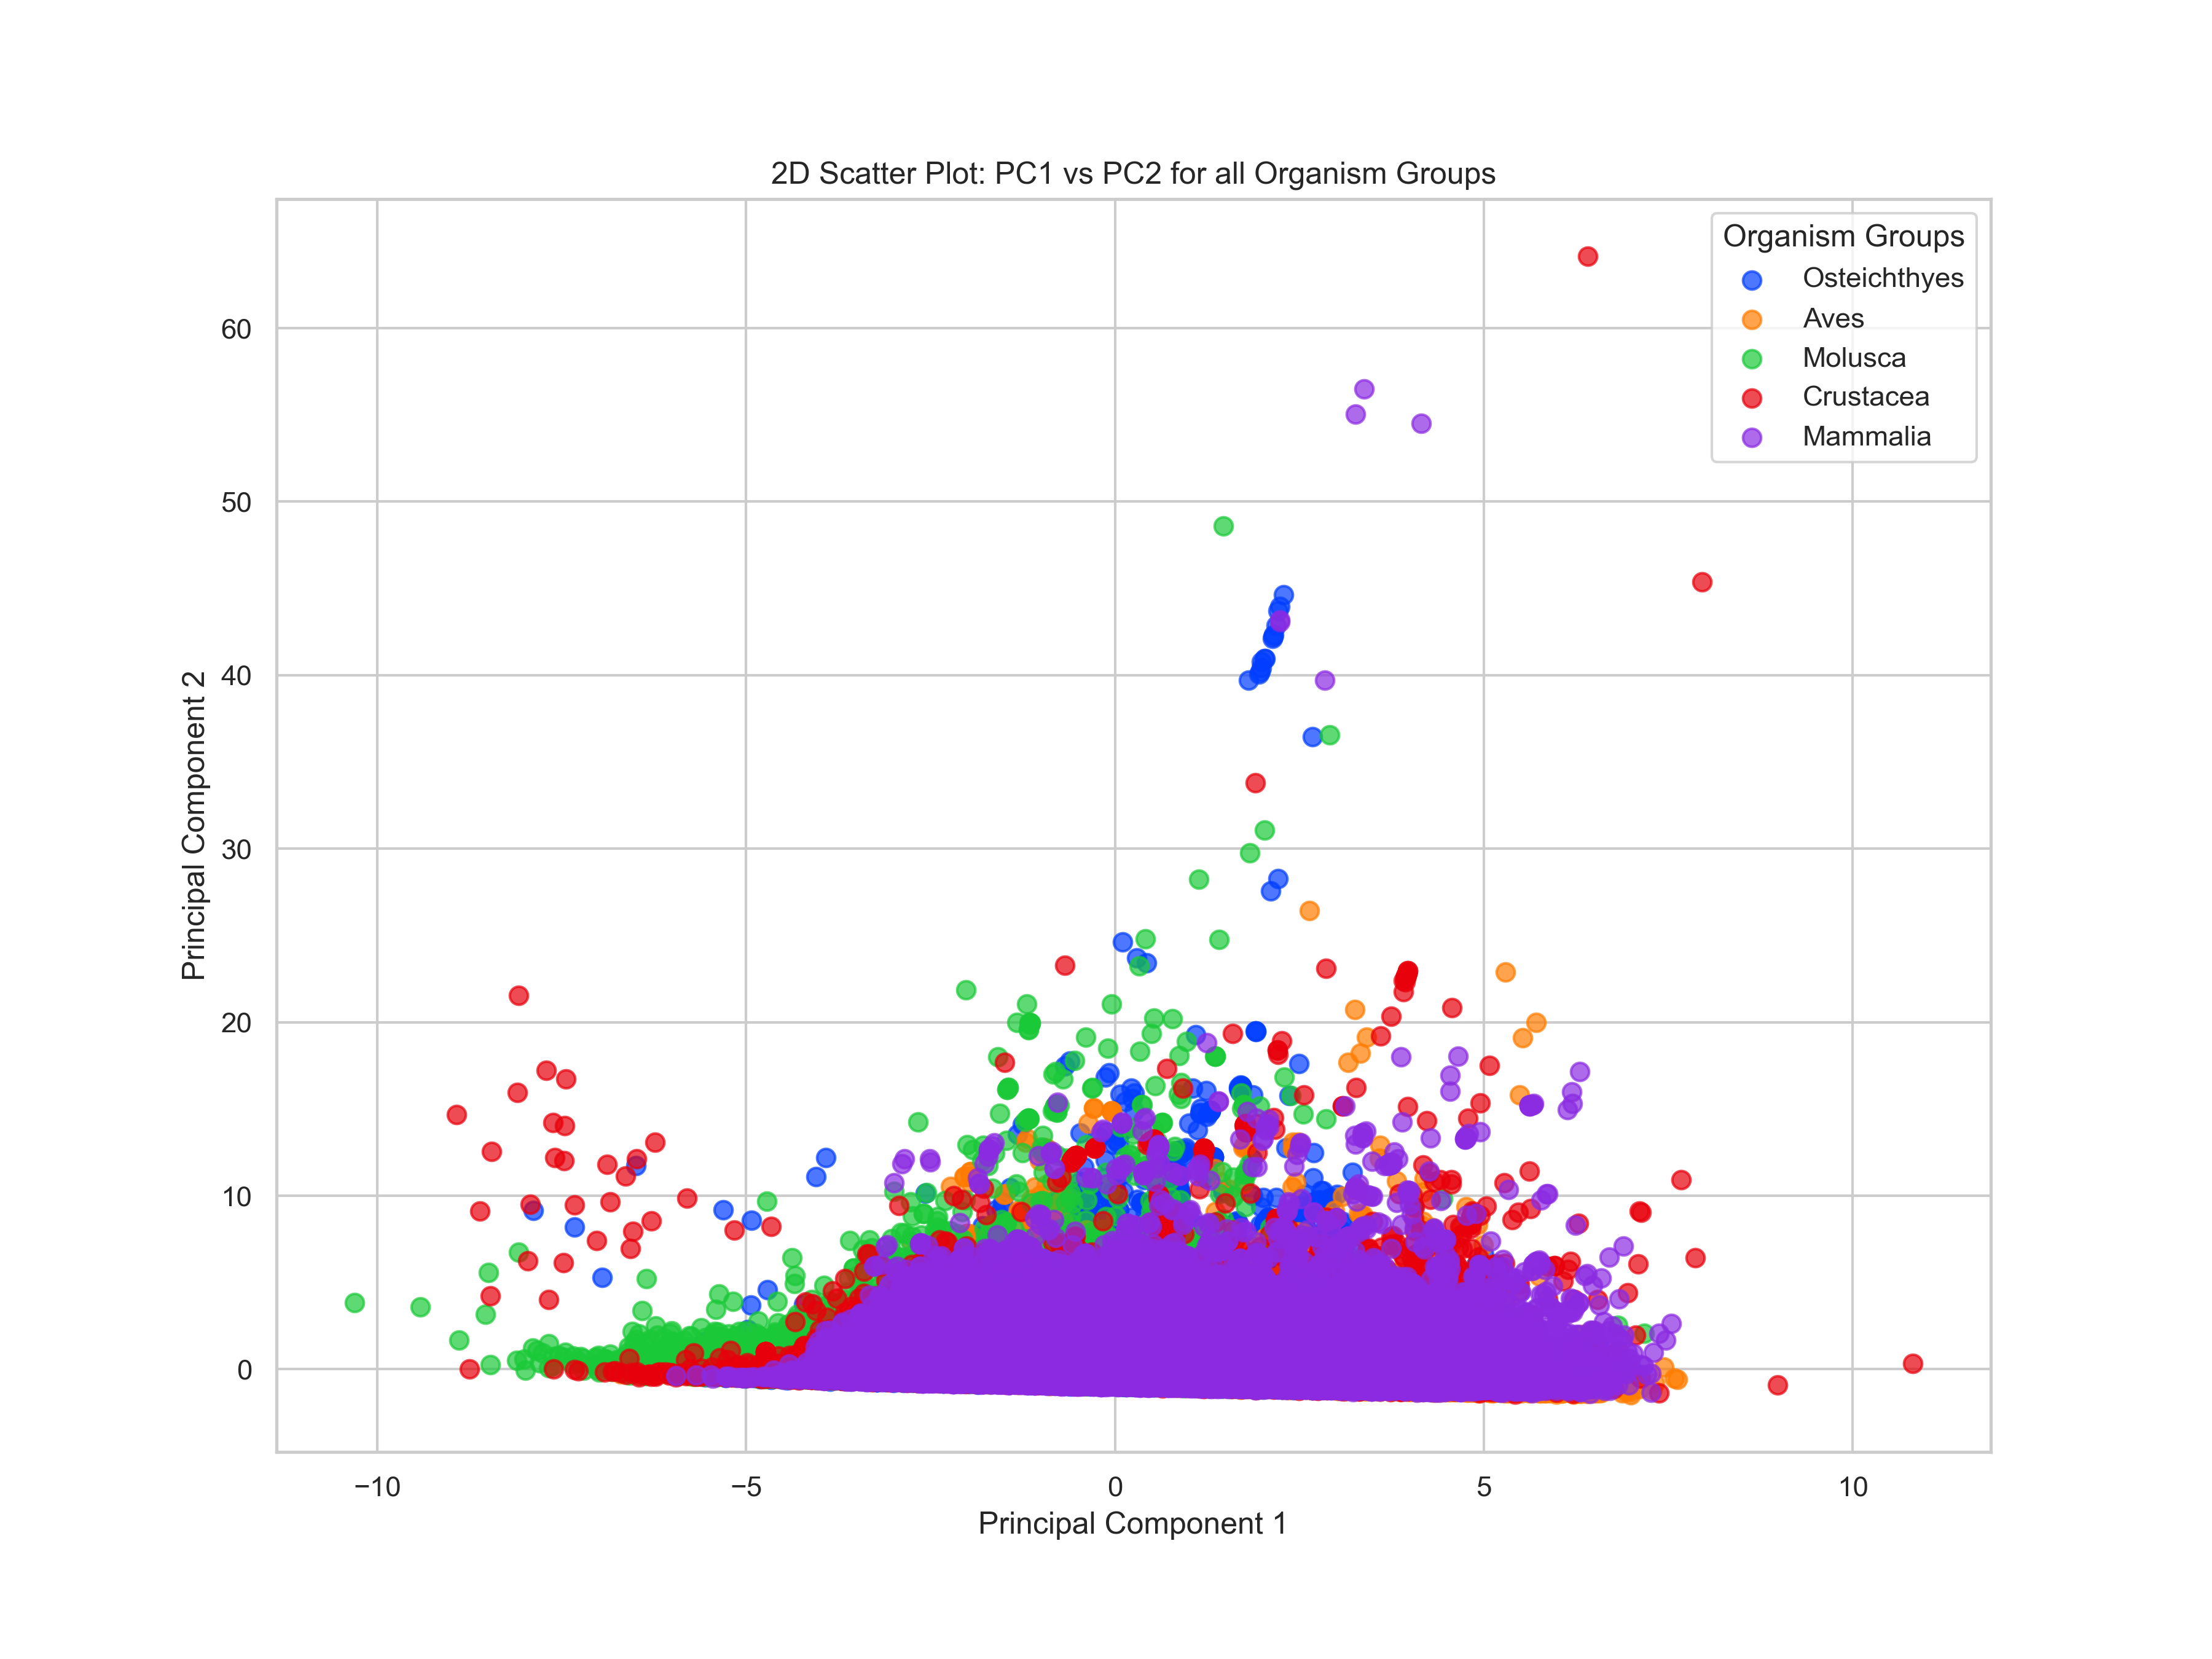 2D Scatter Plot: PC1 vs PC2 for all Organism Groups
Organism Groups
Osteichthyes
Aves
Molusca
Crustacea
Mammalia
Principal Component 2
60
50
40
30
20
10
0
−10
−5
0
5
10
Principal Component 1